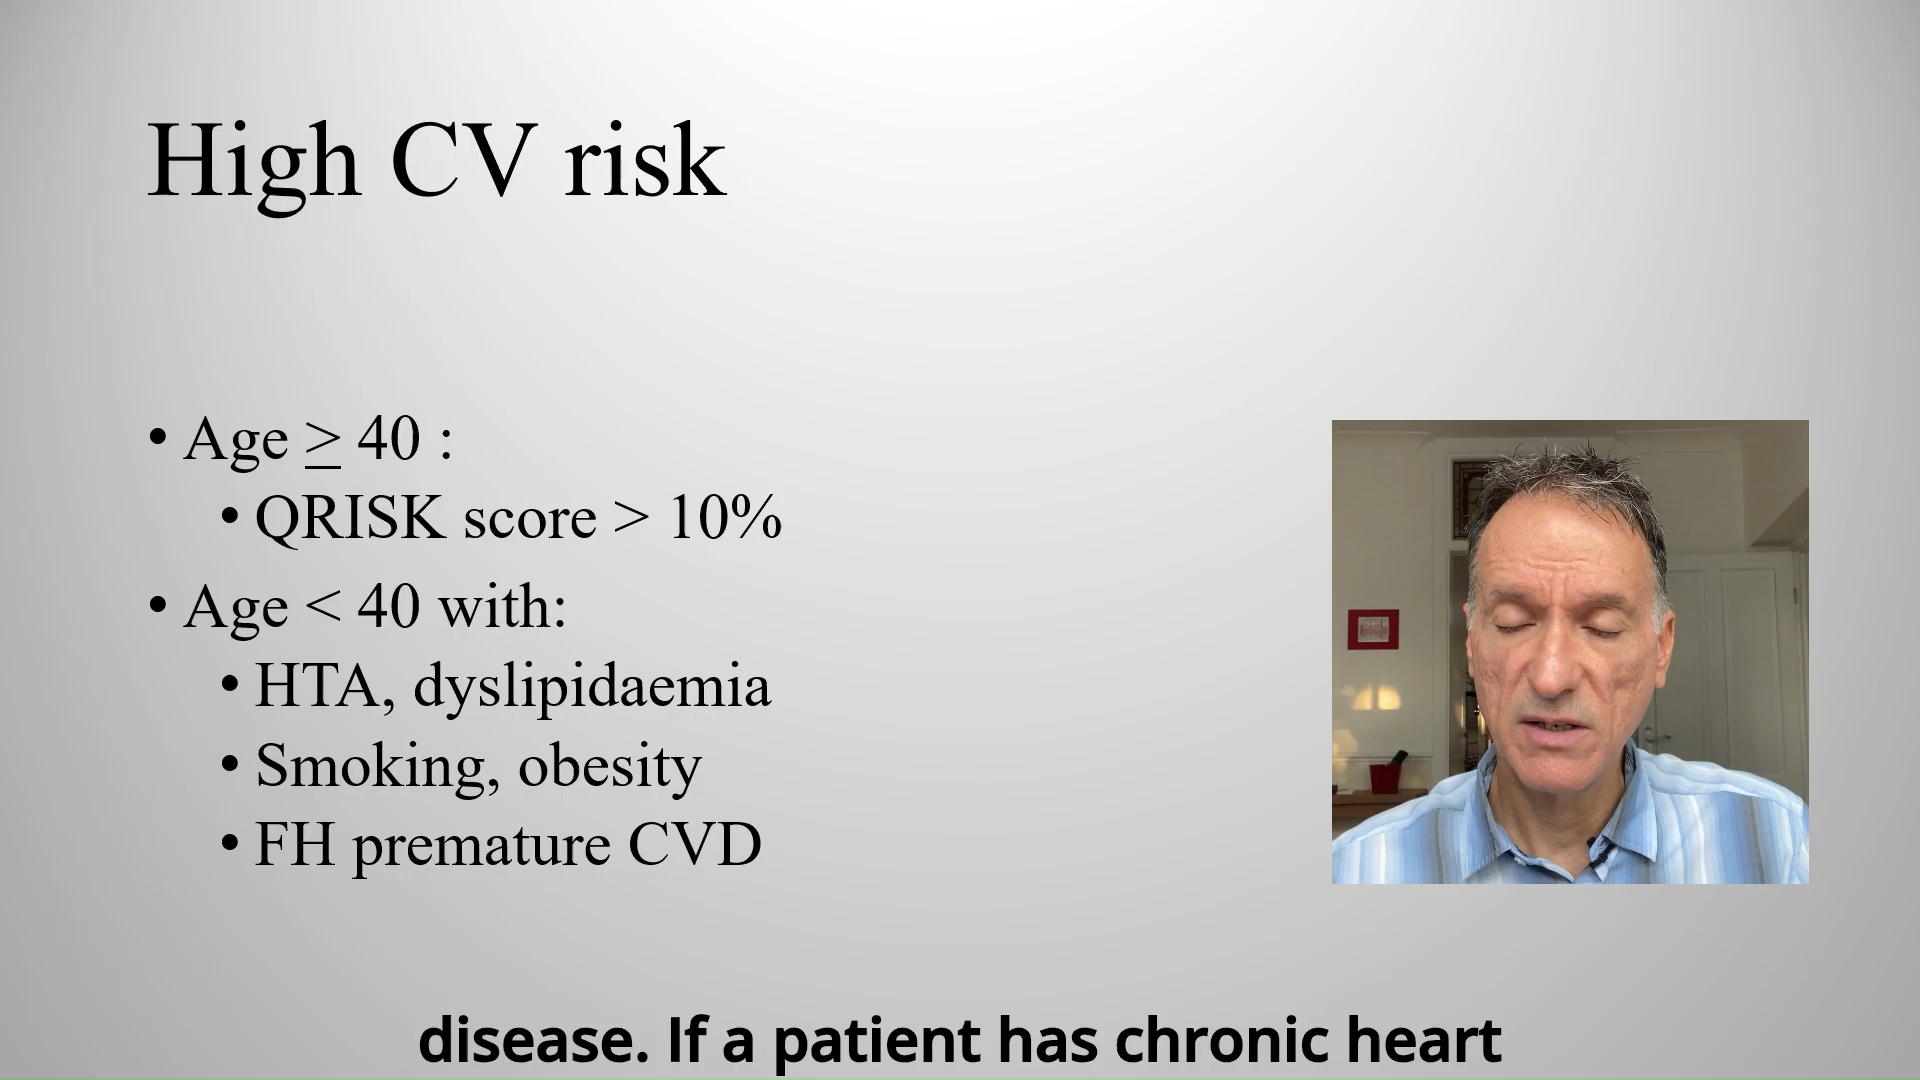 High CV risk
• Age ≥ 40 :
• QRISK score > 10%
• Age < 40 with:
• HTA, dyslipidaemia
• Smoking, obesity
• FH premature CVD
disease. If a patient has chronic heart